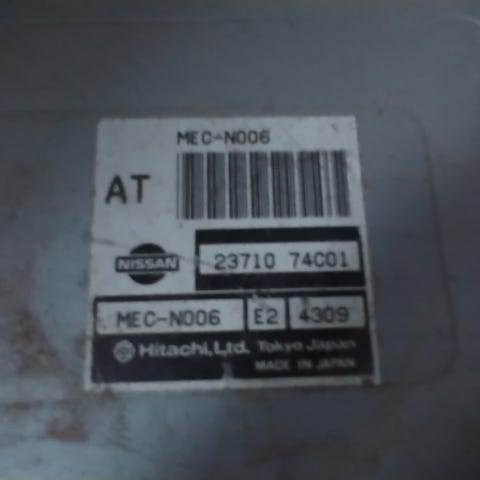 MEC-N006
AT
NISSAN
23710 74C01
MEC-N006 E2 4309
Hitachi, Ltd. Tokyo Japan
MADE IN JAPAN